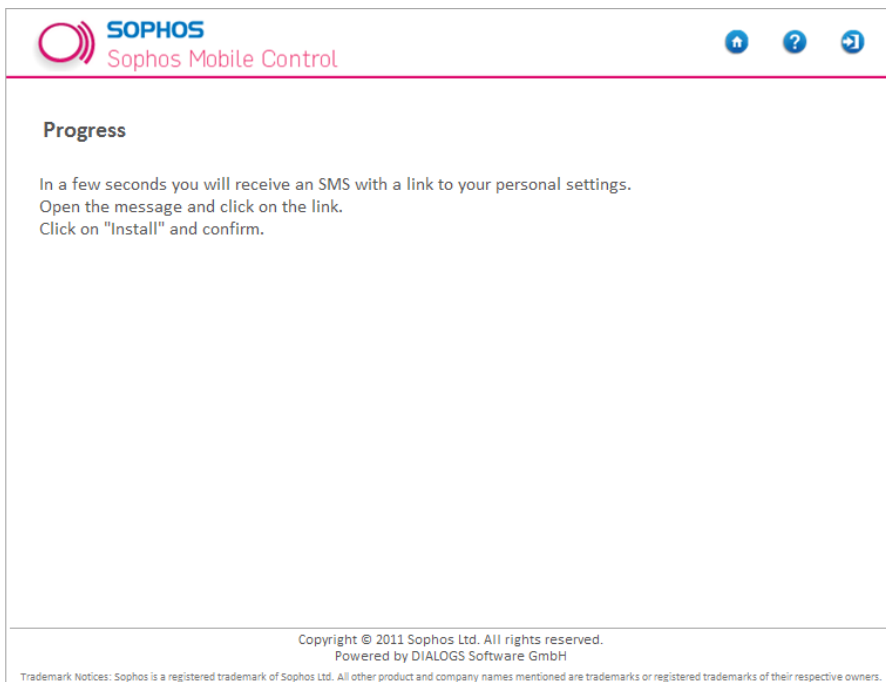 SOPHOS
Sophos Mobile Control
Progress
In a few seconds you will receive an SMS with a link to your personal settings.
Open the message and click on the link.
Click on "Install" and confirm.
Copyright © 2011 Sophos Ltd. All rights reserved.
Powered by DIALOGS Software GmbH
Trademark Notices: Sophos is a registered trademark of Sophos Ltd. All other product and company names mentioned are trademarks or registered trademarks of their respective owners.